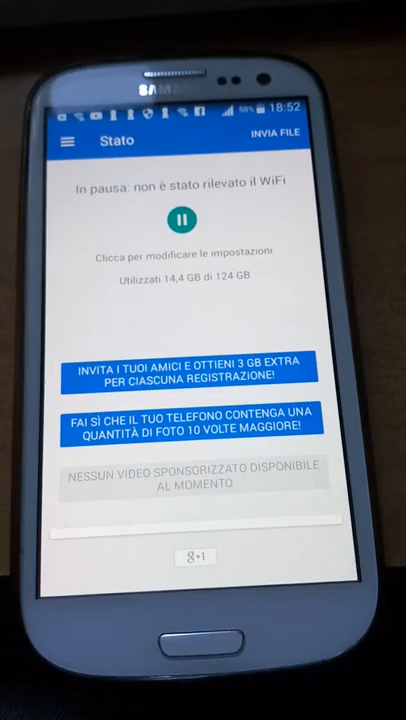 SAMSUNG
58% 18:52
Stato
INVIA FILE
In pausa: non è stato rilevato il WiFi
Clicca per modificare le impostazioni
Utilizzati 14,4 GB di 124 GB
INVITA I TUOI AMICI E OTTIENI 3 GB EXTRA
PER CIASCUNA REGISTRAZIONE!
FAI SÌ CHE IL TUO TELEFONO CONTENGA UNA
QUANTITÀ DI FOTO 10 VOLTE MAGGIORE!
NESSUN VIDEO SPONSORIZZATO DISPONIBILE
AL MOMENTO
g+1